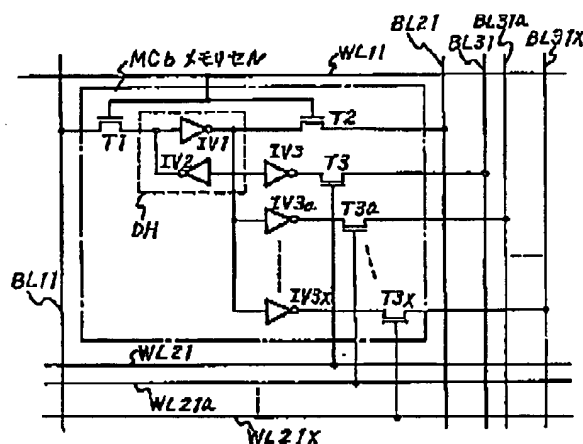 BL21
BL31
BL31a
BL31X
MCb メモリセル
WL11
T1
IV1
T2
IV2
IV3
T3
DH
IV3a
T3a
BL11
IV3X
T3X
WL21
WL21a
WL21X